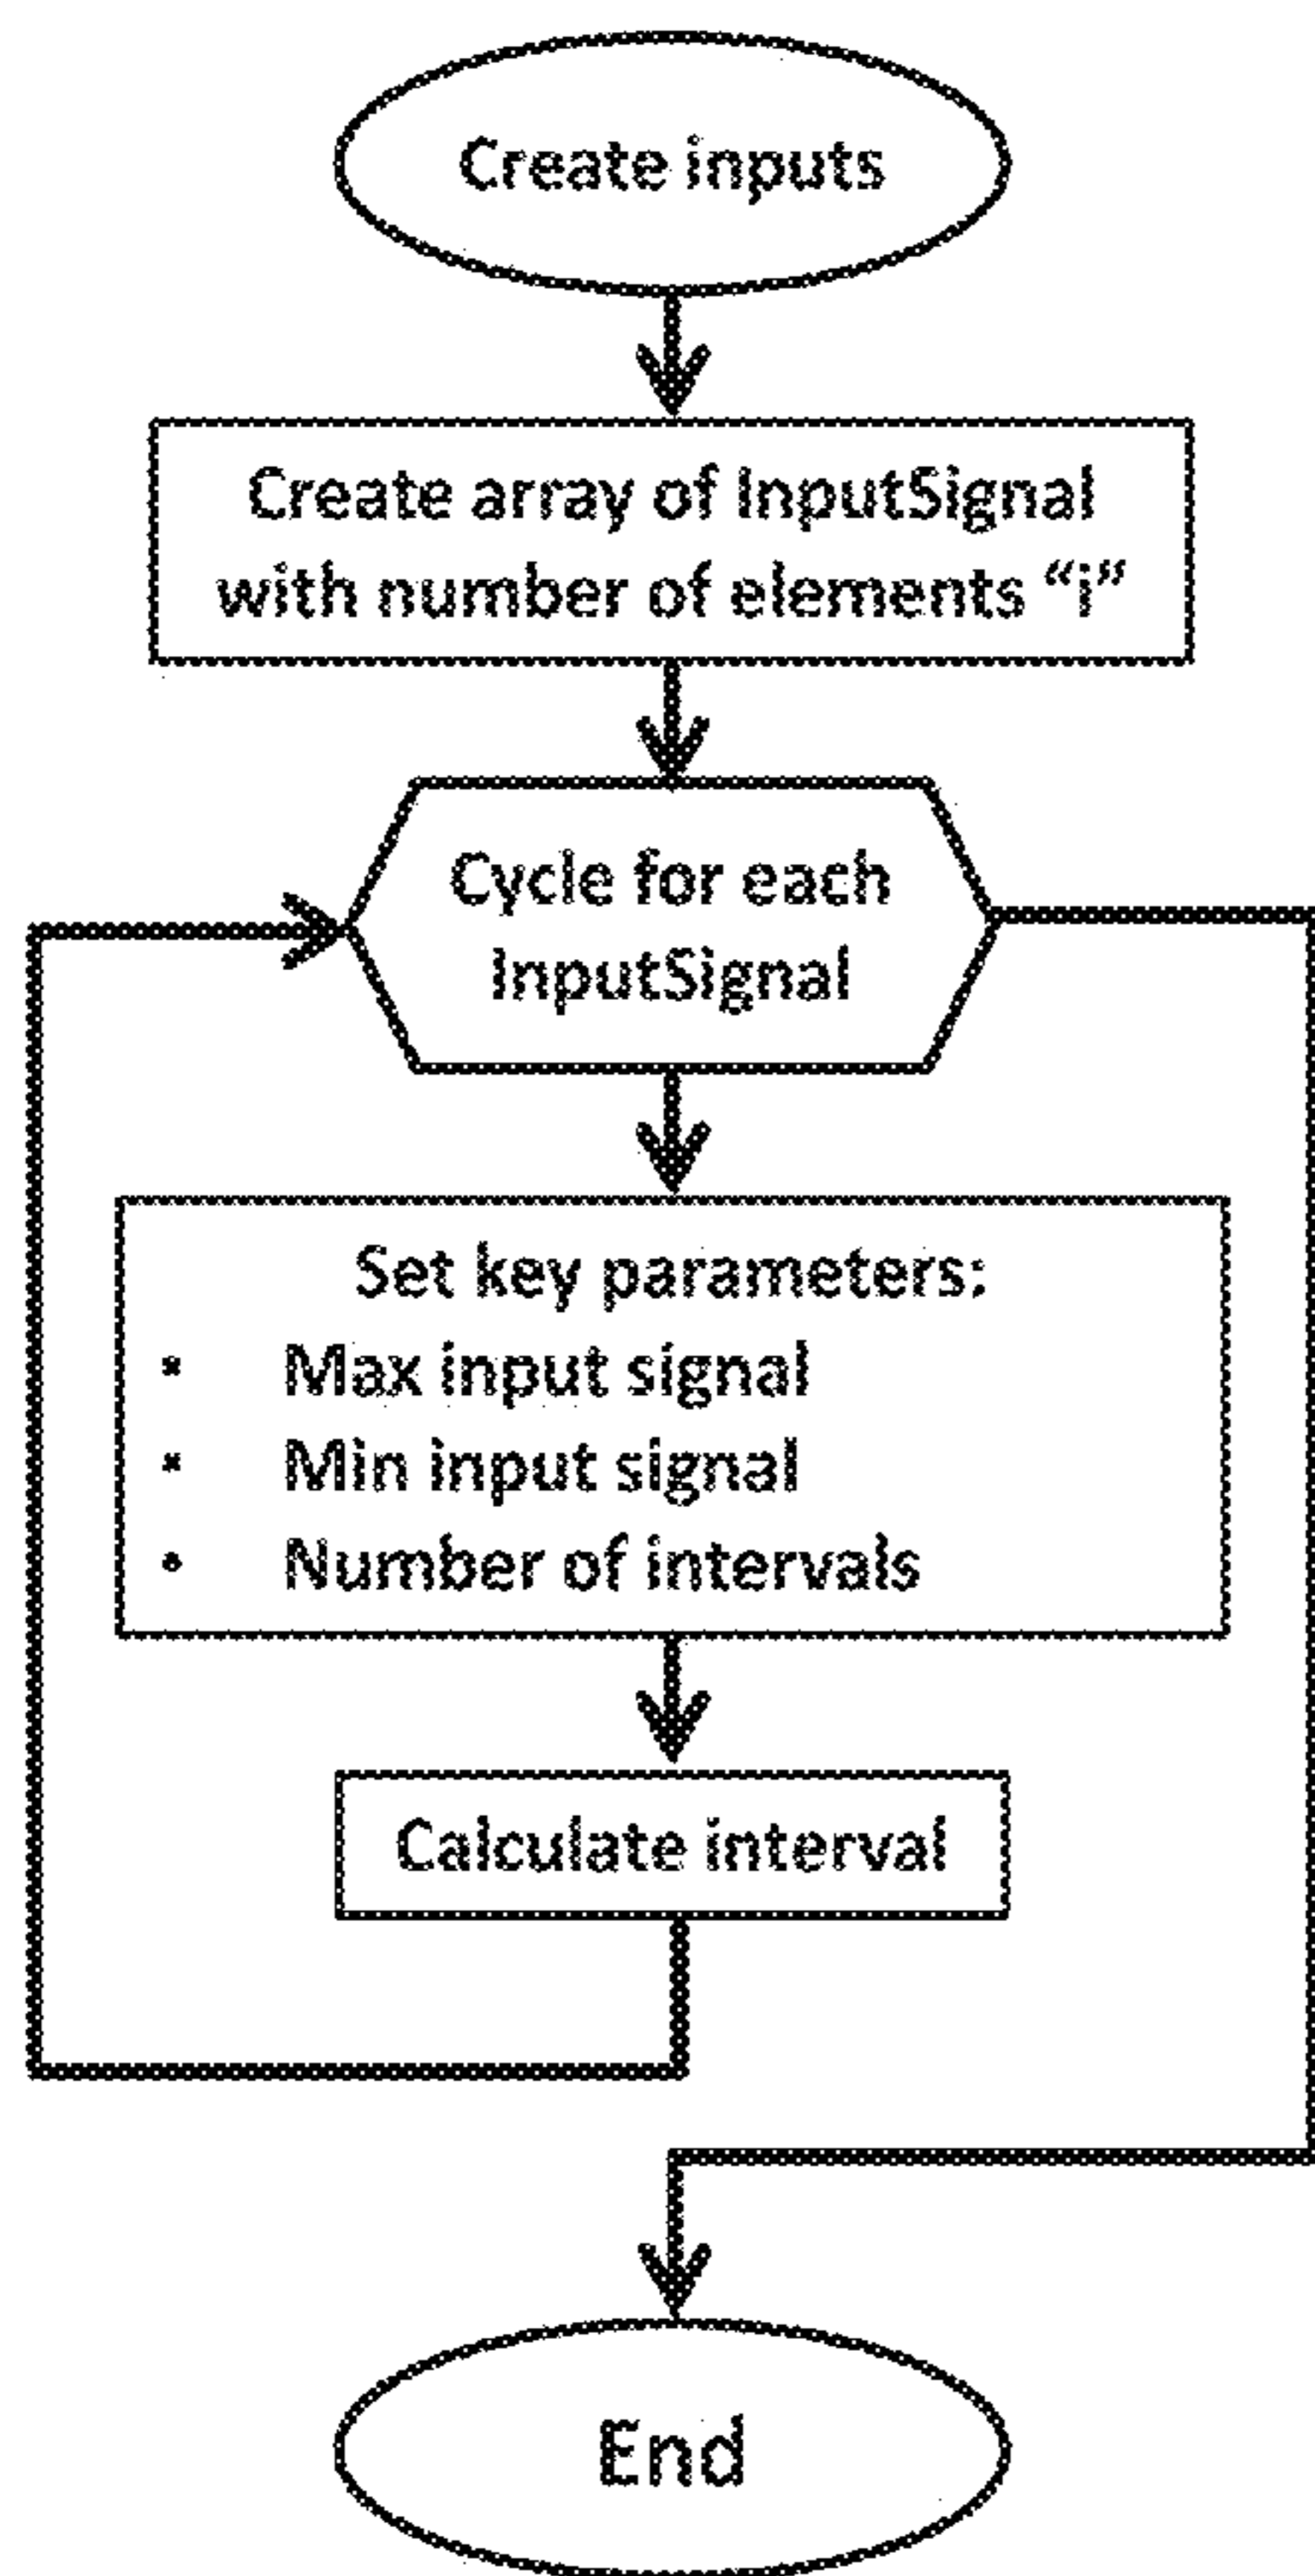 Create inputs
Create array of InputSignal
with number of elements “i”
Cycle for each
InputSignal
Set key parameters:
• Max input signal
• Min input signal
• Number of intervals
Calculate interval
End